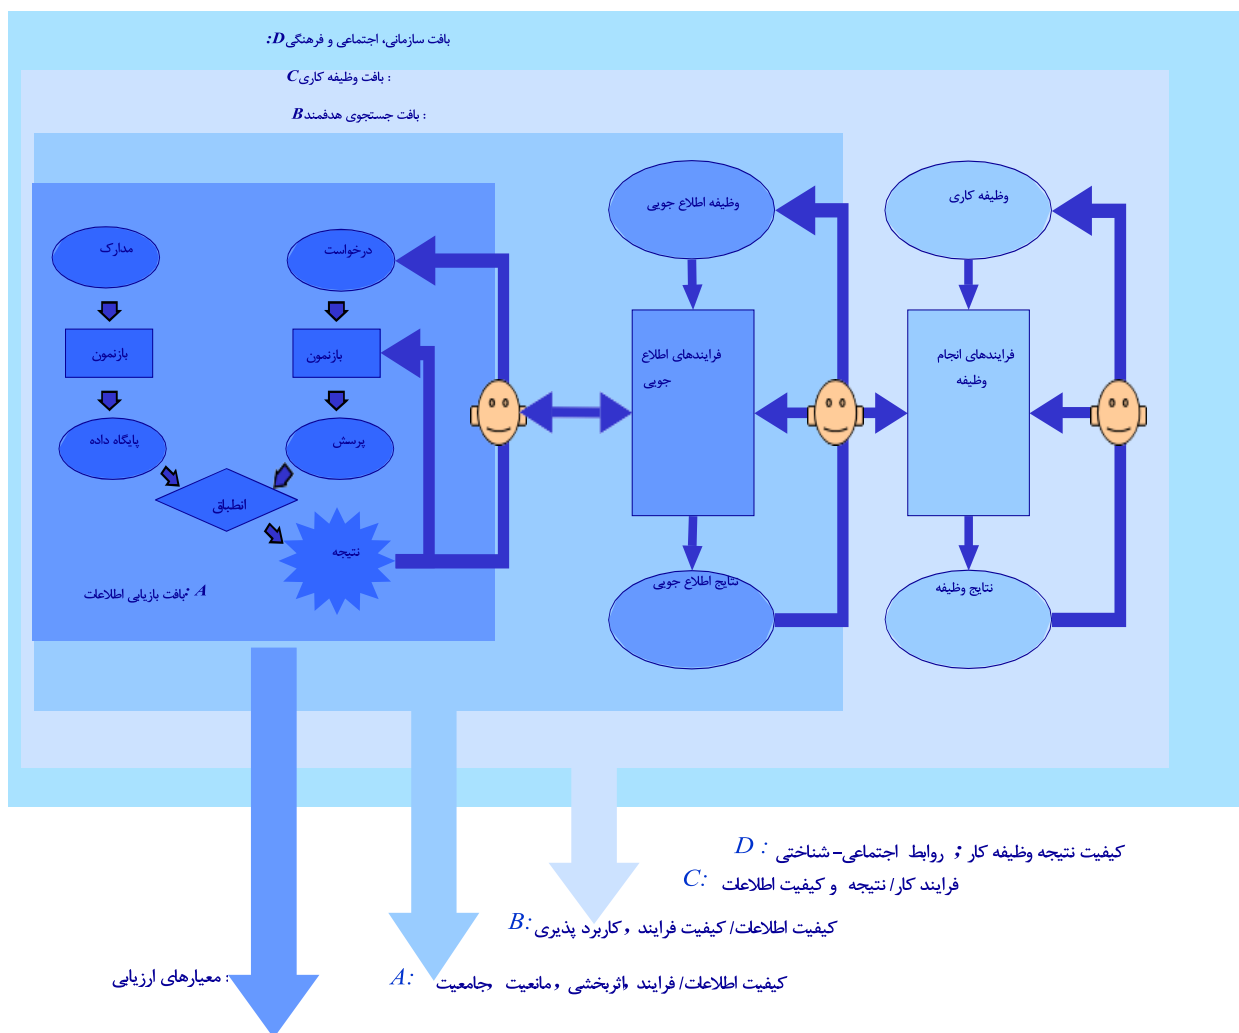 بافت سازمانی، اجتماعی و فرهنگی D:
C بافت وظیفه کاری :
B بافت جستجوی هدفمند :
وظیفه اطلاع جویی
وظیفه کاری
مدارک
درخواست
بازنمون
بازنمون
فرایندهای اطلاع
جویی
فرایندهای انجام
وظیفه
پایگاه داده
پرسش
انطباق
نتیجه
نتایج اطلاع جویی
نتایج وظیفه
A :بافت بازیابی اطلاعات
D : کیفیت نتیجه وظیفه کار ; روابط اجتماعی- شناختی
C: فرایند کار/ نتیجه و کیفیت اطلاعات
B: کیفیت اطلاعات/ کیفیت فرایند , کاربرد پذیری
A: کیفیت اطلاعات/ فرایند ,اثربخشی , مانعیت ,جامعیت
معیارهای ارزیابی :